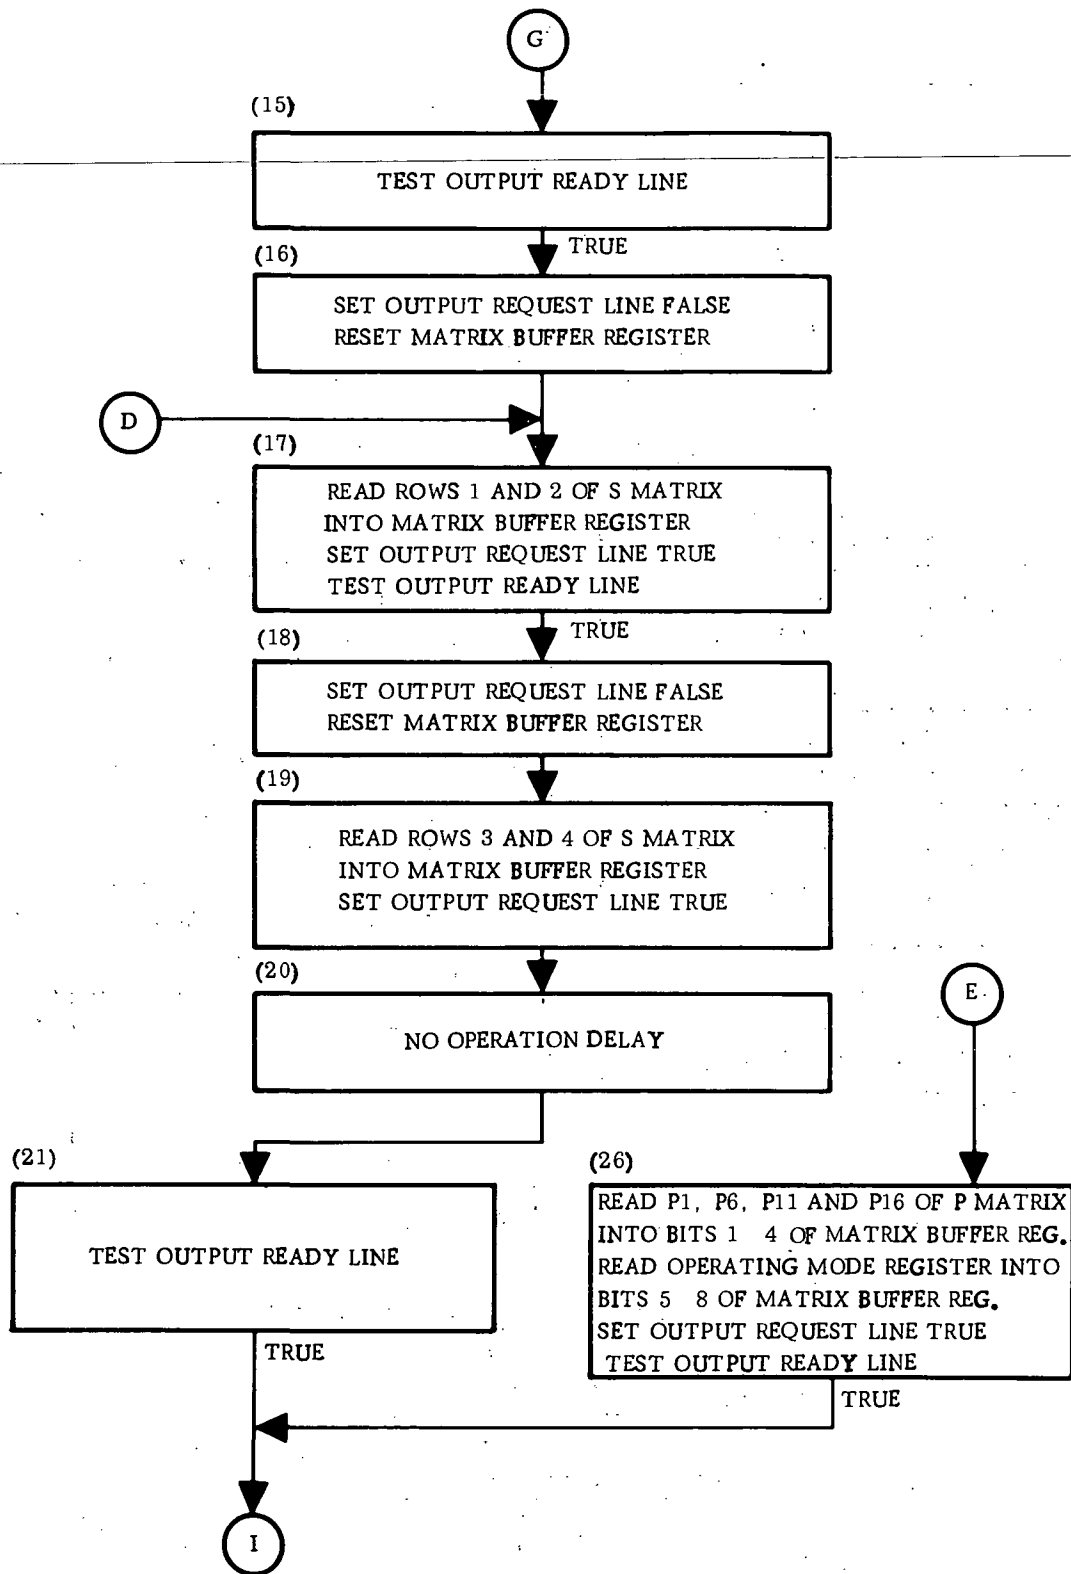 G
(15)
TEST OUTPUT READY LINE
TRUE
(16)
SET OUTPUT REQUEST LINE FALSE
RESET MATRIX BUFFER REGISTER
D
(17)
READ ROWS 1 AND 2 OF S MATRIX
INTO MATRIX BUFFER REGISTER
SET OUTPUT REQUEST LINE TRUE
TEST OUTPUT READY LINE
TRUE
(18)
SET OUTPUT REQUEST LINE FALSE
RESET MATRIX BUFFER REGISTER
(19)
READ ROWS 3 AND 4 OF S MATRIX
INTO MATRIX BUFFER REGISTER
SET OUTPUT REQUEST LINE TRUE
(20)
NO OPERATION DELAY
E
(21)
TEST OUTPUT READY LINE
TRUE
(26)
READ P1, P6, P11 AND P16 OF P MATRIX
INTO BITS 1 4 OF MATRIX BUFFER REG.
READ OPERATING MODE REGISTER INTO
BITS 5 8 OF MATRIX BUFFER REG.
SET OUTPUT REQUEST LINE TRUE
TEST OUTPUT READY LINE
TRUE
I